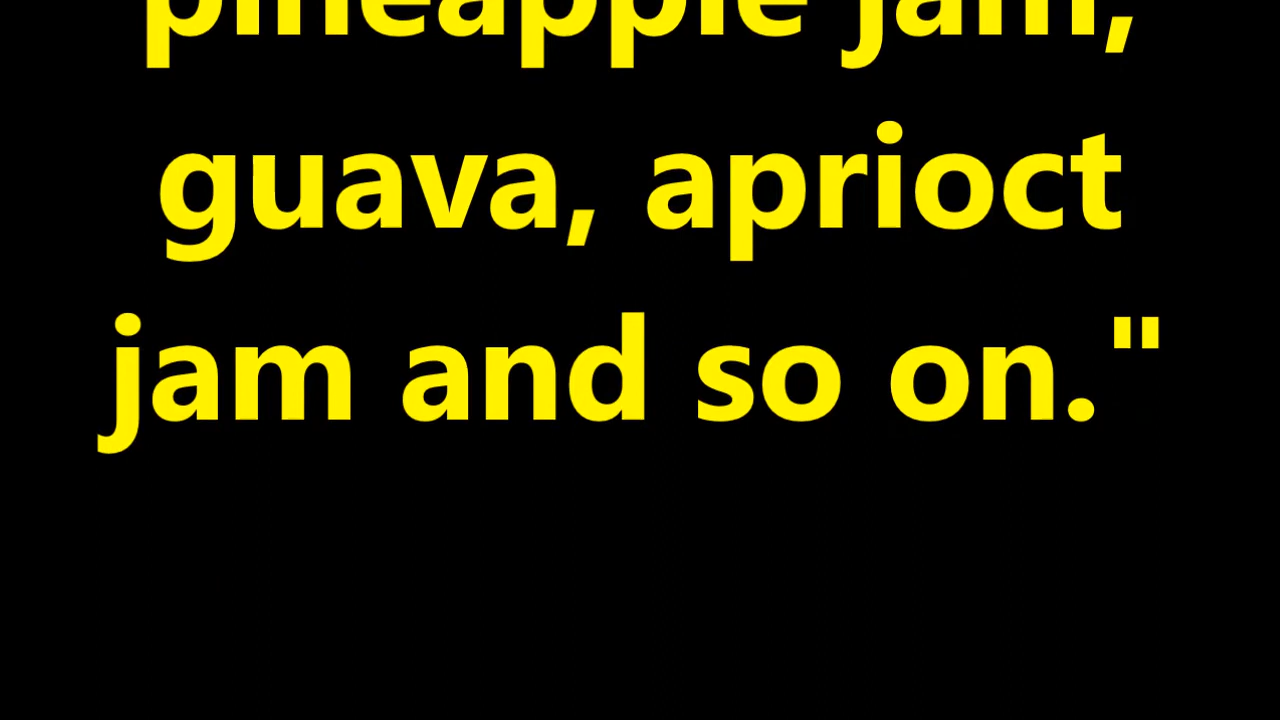 pineapple jam,
guava, aprioct
jam and so on."